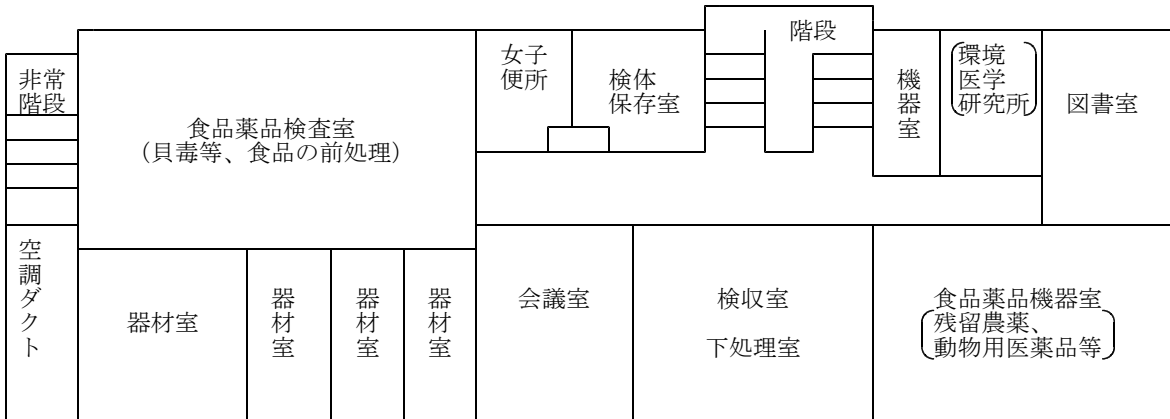 非常
階段
食品薬品検査室
(貝毒等、食品の前処理)
女子
便所
検体
保存室
階段
機器室
環境
医学
研究所
図書室
空調ダクト
器材室
器材室
器材室
器材室
会議室
検収室
下処理室
食品薬品機器室
残留農薬、
動物用医薬品等